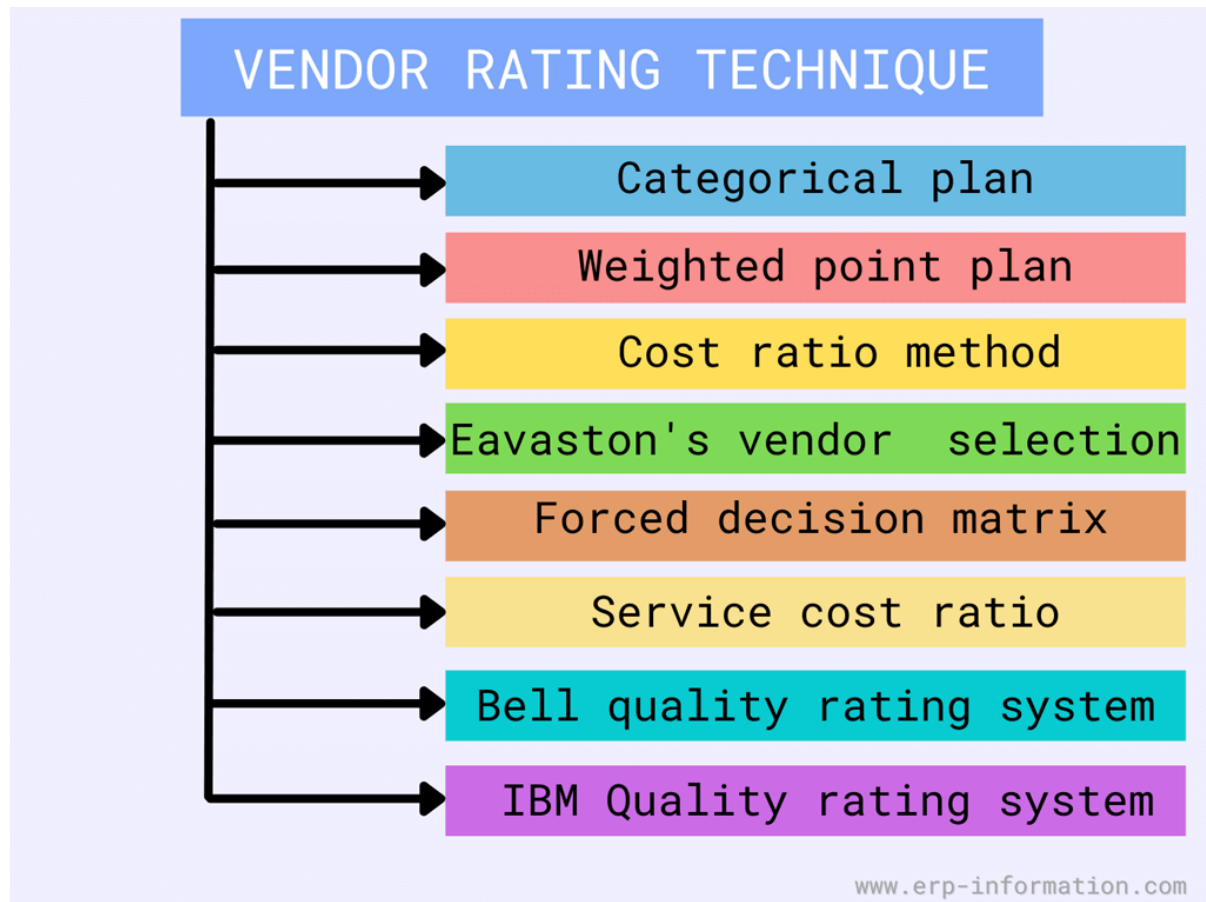 VENDOR RATING TECHNIQUE
Categorical plan
Weighted point plan
Cost ratio method
Eavaston's vendor selection
Forced decision matrix
Service cost ratio
Bell quality rating system
IBM Quality rating system
www.erp-information.com